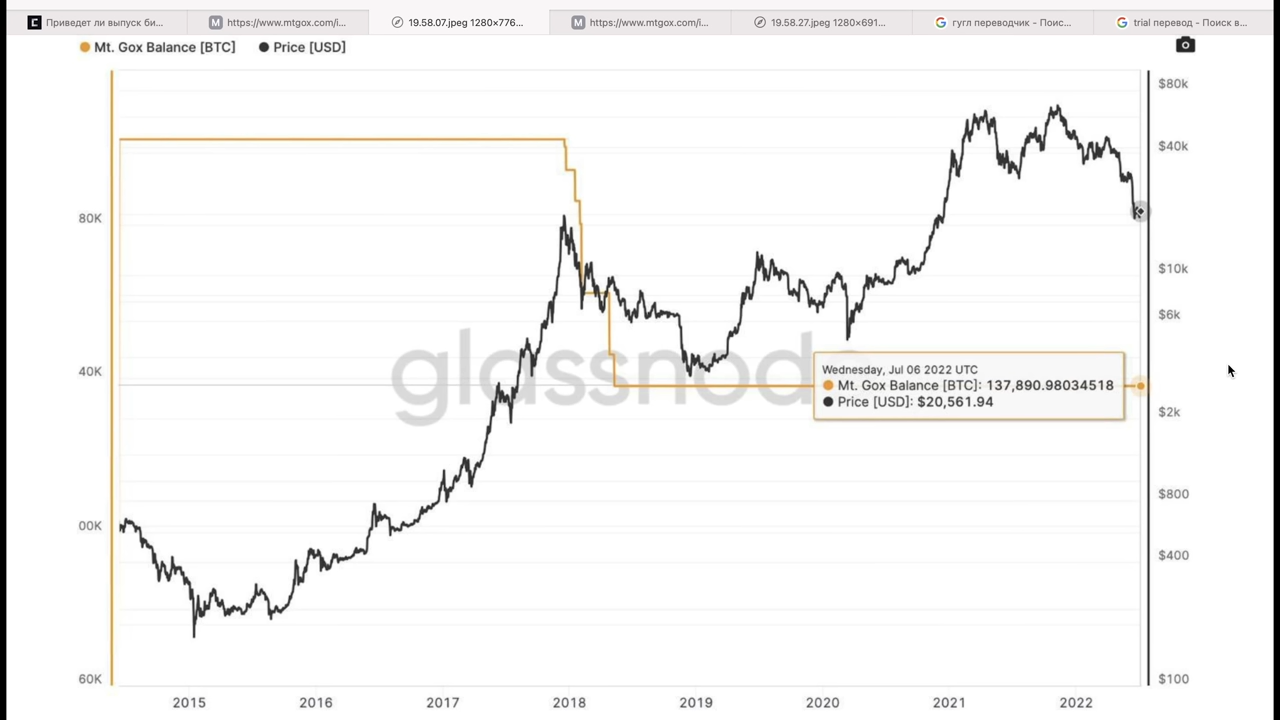 Приведет ли выпуск би...
M https://www.mtgox.com/i...
19.58.07.jpeg 1280×776...
M https://www.mtgox.com/i...
19.58.27.jpeg 1280×691...
G гугл переводчик – Поис...
G trial перевод - Поиск в...
Mt. Gox Balance [BTC] Price [USD]
$80k
$40k
80K
$10k
$6k
glassnod
Wednesday, Jul 06 2022 UTC
40K
Mt. Gox Balance [BTC]: 137,890.98034518
Price [USD]: $20,561.94
$2k
$800
00K
$400
60K
$100
2015 2016 2017 2018 2019 2020 2021 2022